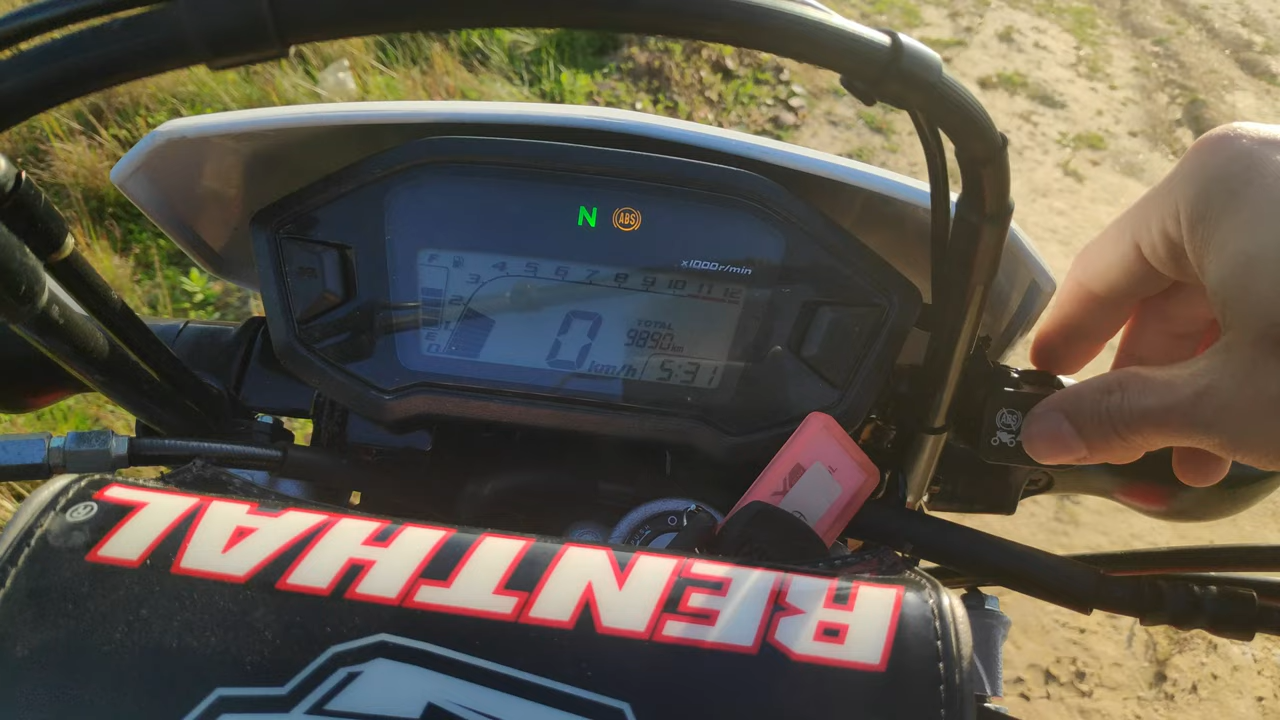 N ABS
x1000r/min
F
3 4 5 6 7 8 9 10 11 12
2
1
E
TOTAL
9890km
0 km/h
5:31
ABS
RENTHAL®